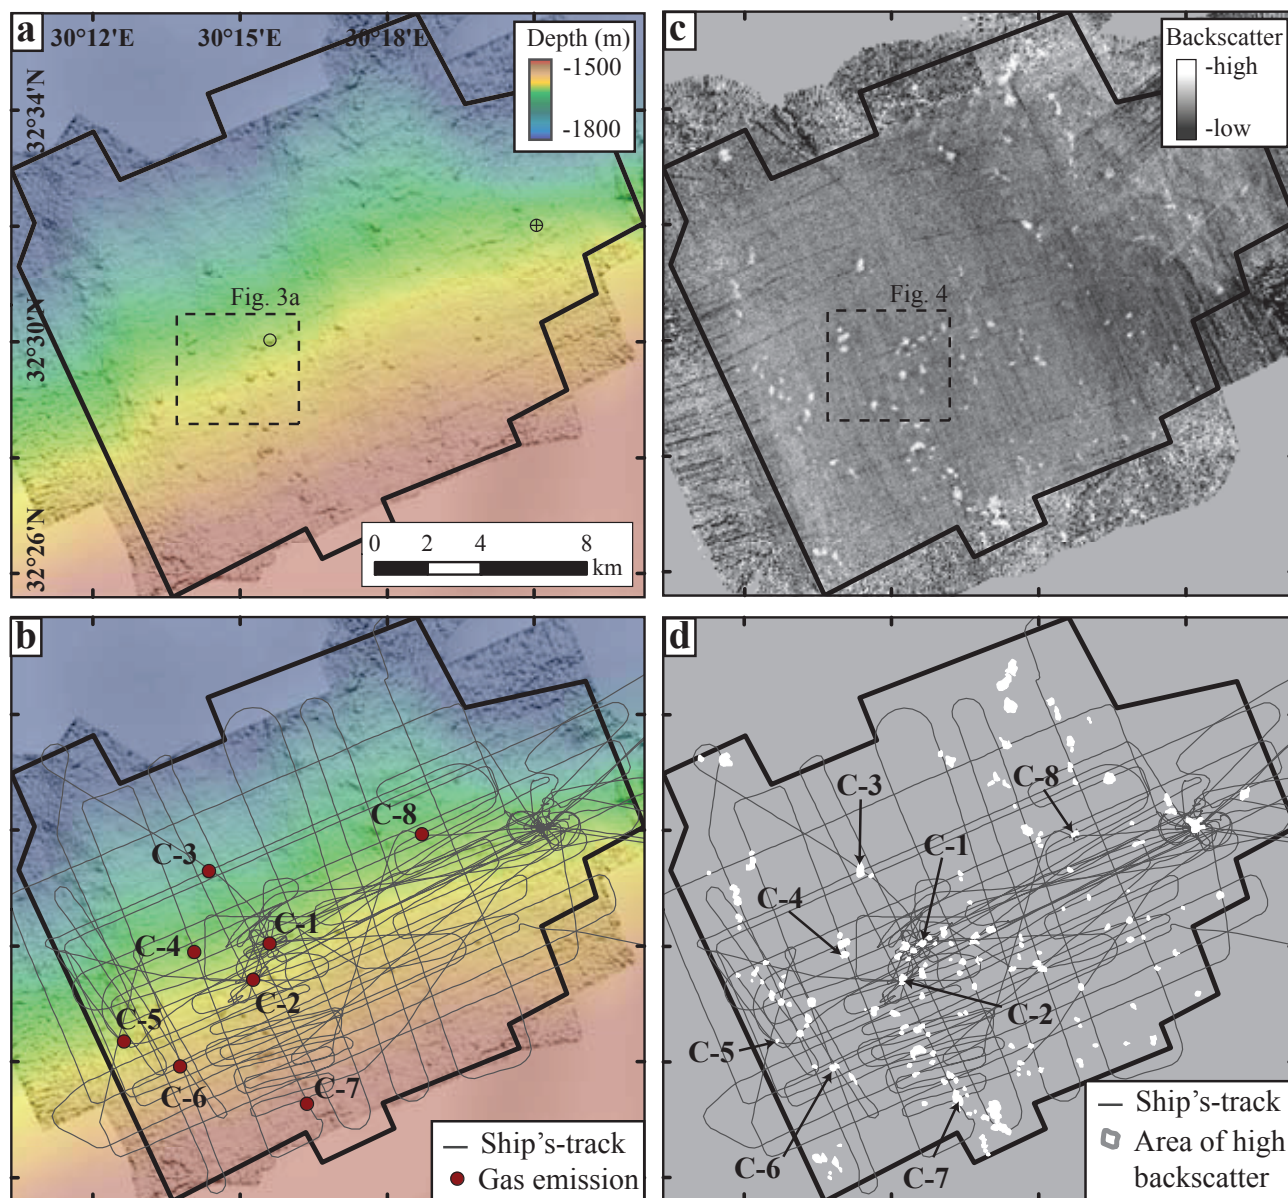 a
30°12'E
30°15'E
30°18'E
Depth (m)
-1500
-1800
32°34'N
32°30'N
32°26'N
Fig. 3a
0 2 4 8
km
c
Backscatter
-high
-low
Fig. 4
b
C-8
C-3
C-1
C-4
C-2
C-5
C-6
C-7
Ship's-track
Gas emission
d
C-3
C-8
C-1
C-4
C-2
C-5
C-6
C-7
Ship's-track
Area of high
backscatter